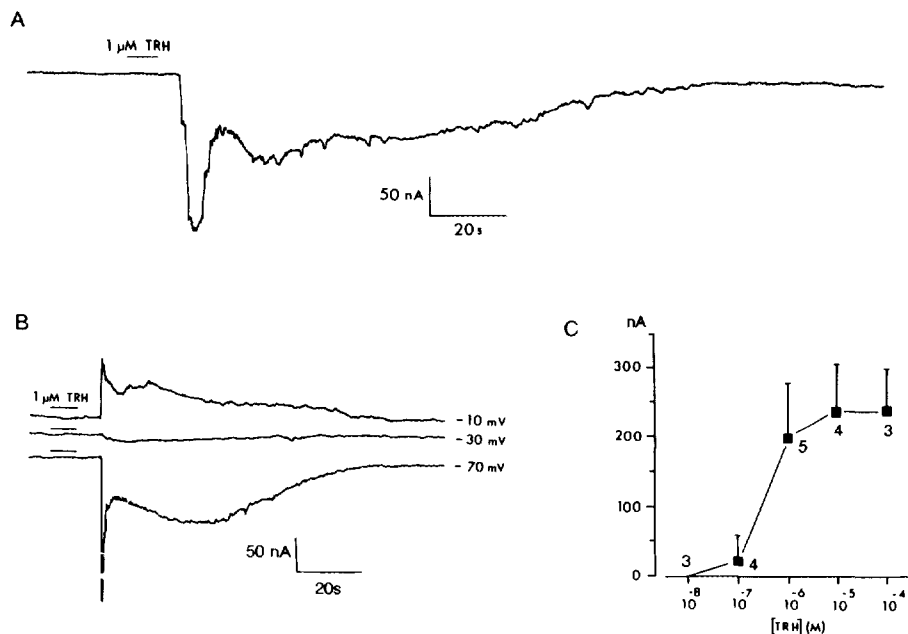 A
1 µM TRH
50 nA
20s
B
1 µM TRH
-10 mV
-30 mV
-70 mV
50 nA
20s
C
nA
300
200
100
0
3
4
5
4
3
10⁻⁸ 10⁻⁷ 10⁻⁶ 10⁻⁵ 10⁻⁴
[TRH] (M)